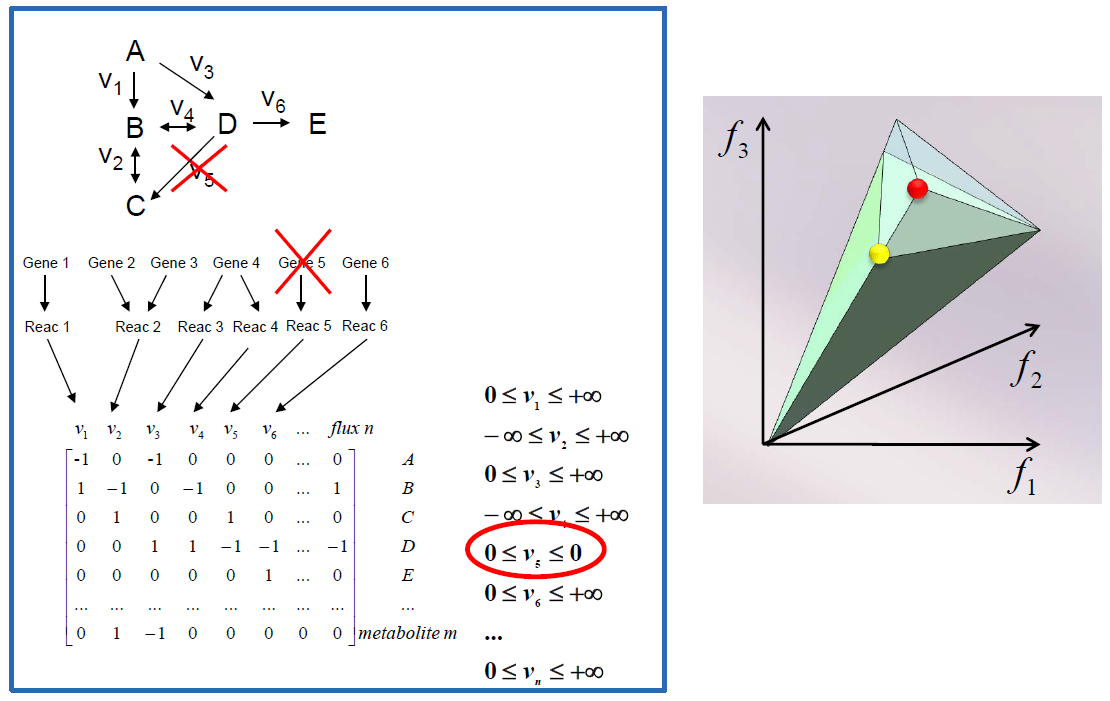 A
v1
v3
B
v4
D
v6
E
v2
v5
C
Gene 1 Gene 2 Gene 3 Gene 4 Gene 5 Gene 6
Reac 1 Reac 2 Reac 3 Reac 4 Reac 5 Reac 6
v1 v2 v3 v4 v5 v6 ... flux n
-1 0 -1 0 0 0 ... 0 A
1 −1 0 −1 0 0 ... 1 B
0 1 0 0 1 0 ... 0 C
0 0 1 1 −1 −1 ... −1 D
0 0 0 0 0 1 ... 0 E
... ... ... ... ... ... ... ... ...
0 1 −1 0 0 0 0 0 metabolite m
0 ≤ v1 ≤ +∞
−∞ ≤ v2 ≤ +∞
0 ≤ v3 ≤ +∞
−∞ ≤ v4 ≤ +∞
0 ≤ v5 ≤ 0
0 ≤ v6 ≤ +∞
...
0 ≤ vn ≤ +∞
f3
f2
f1